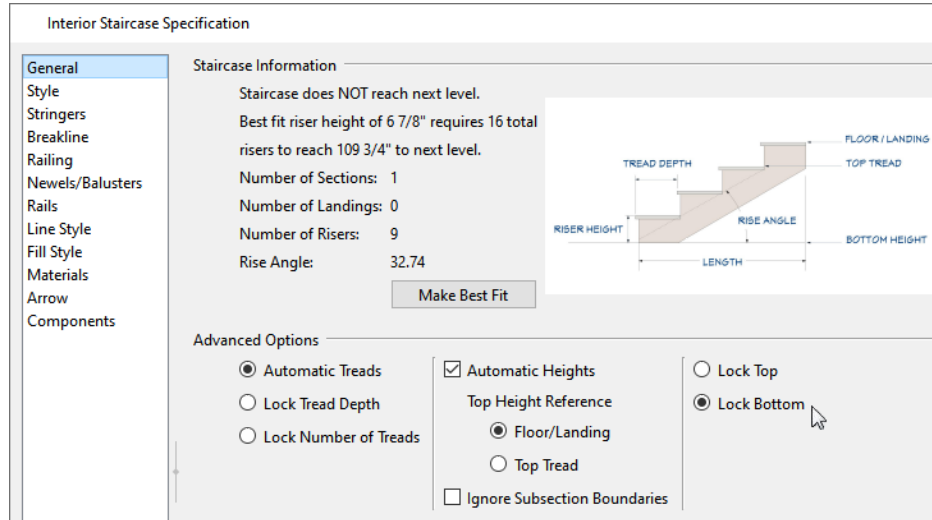 Interior Staircase Specification
General
Style
Stringers
Breakline
Railing
Newels/Balusters
Rails
Line Style
Fill Style
Materials
Arrow
Components
Staircase Information
Staircase does NOT reach next level.
Best fit riser height of 6 7/8" requires 16 total
risers to reach 109 3/4" to next level.
Number of Sections: 1
Number of Landings: 0
Number of Risers: 9
Rise Angle: 32.74
Make Best Fit
FLOOR / LANDING
TREAD DEPTH
TOP TREAD
RISER HEIGHT
RISE ANGLE
BOTTOM HEIGHT
LENGTH
Advanced Options
Automatic Treads
Lock Tread Depth
Lock Number of Treads
Automatic Heights
Top Height Reference
Floor/Landing
Top Tread
Ignore Subsection Boundaries
Lock Top
Lock Bottom